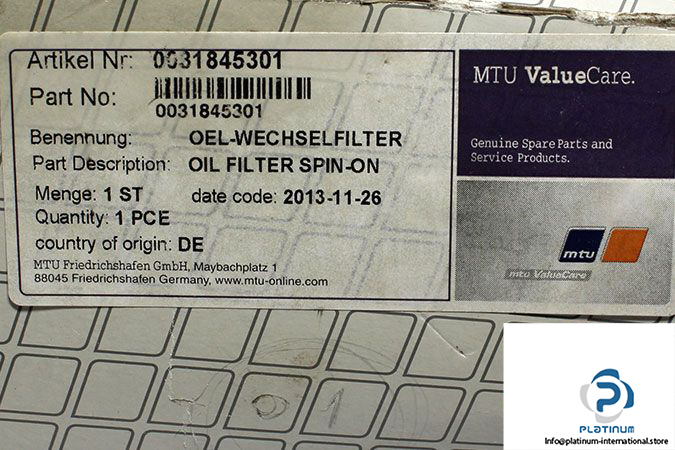 Artikel Nr: 0031845301
Part No:
0031845301
Benennung: OEL-WECHSELFILTER
Part Description: OIL FILTER SPIN-ON
Menge: 1 ST date code: 2013-11-26
Quantity: 1 PCE
country of origin: DE
MTU Friedrichshafen GmbH, Maybachplatz 1
88045 Friedrichshafen Germany, www.mtu-online.com
MTU ValueCare.
Genuine Spare Parts and
Service Products.
mtu
mtu ValueCare
1
PLATINUM
Info@platinum-international.store